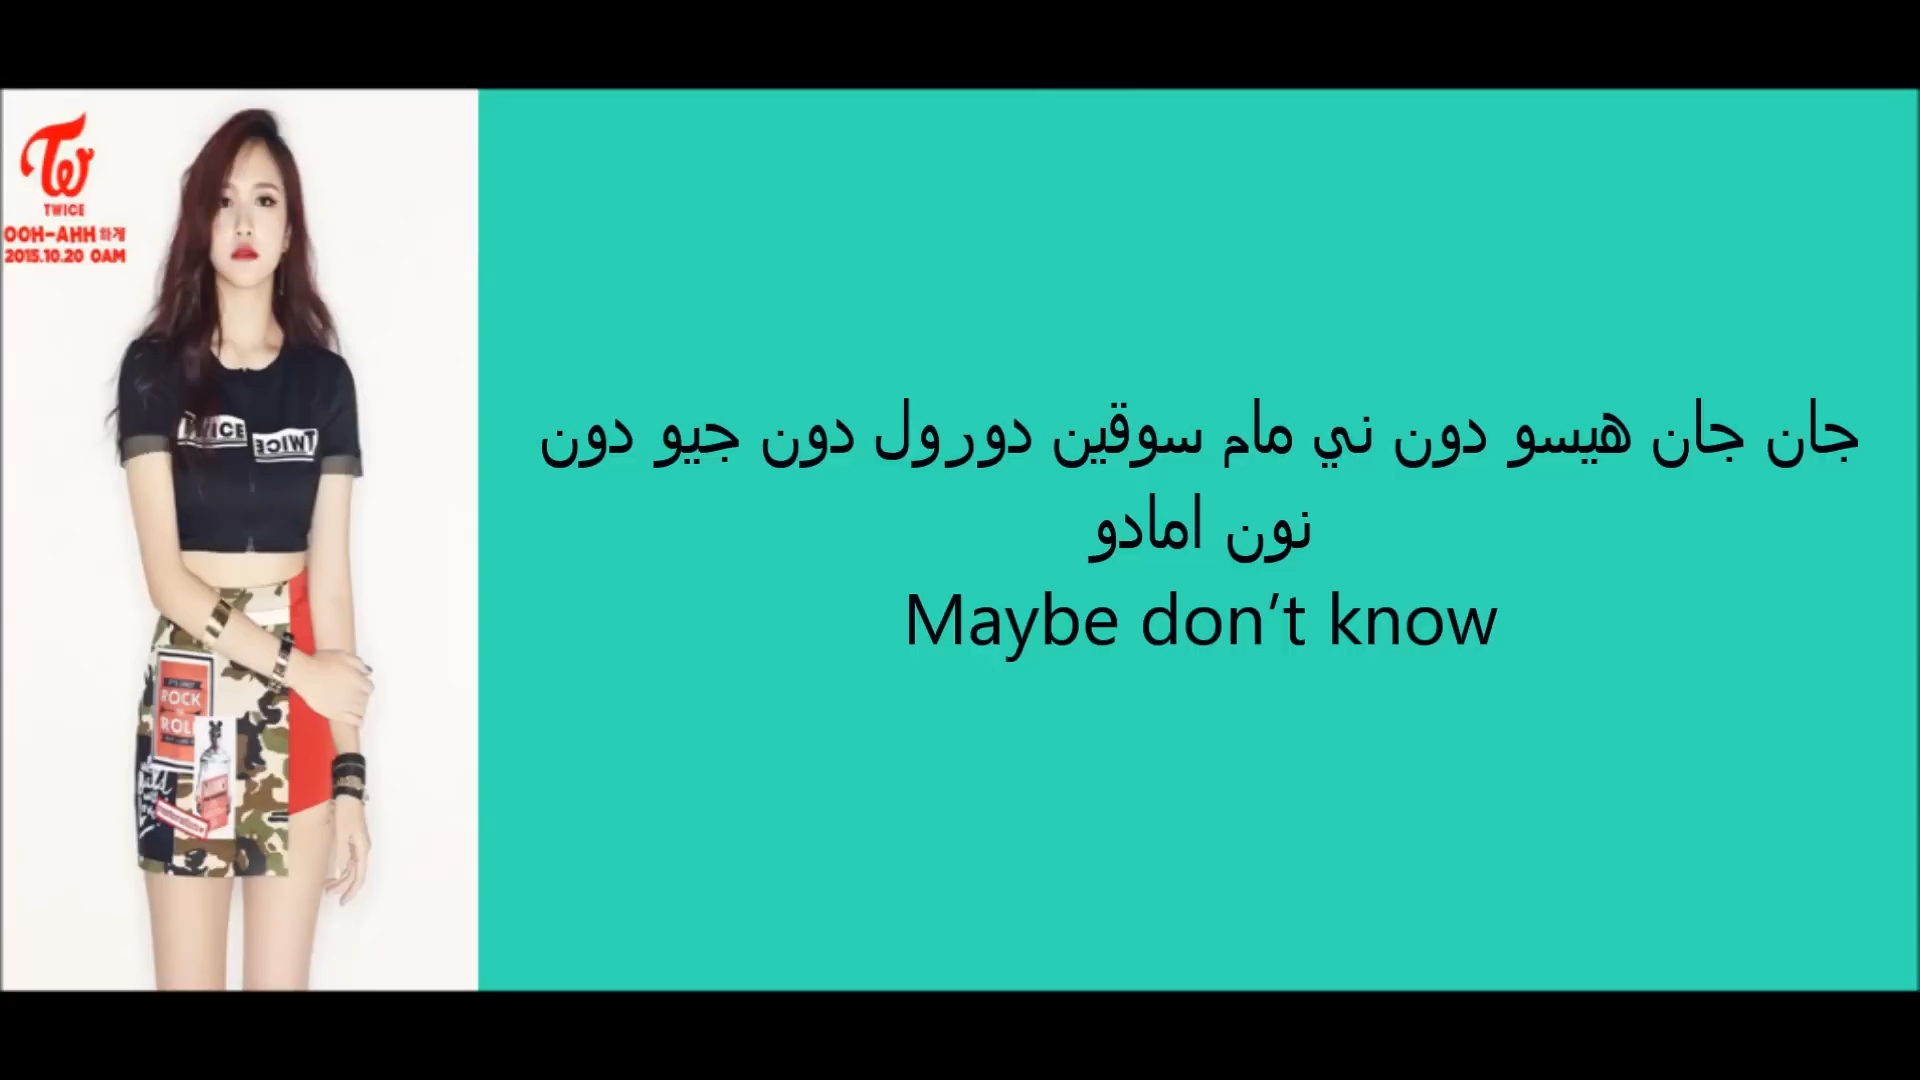 TWICE
OOH-AHH 하게
2015.10.20 0AM
TWICE TWICE
ROCK
ROLL
جان جان هيسو دون ني مام سوقين دورول دون جيو دون
نون امادو
Maybe don’t know